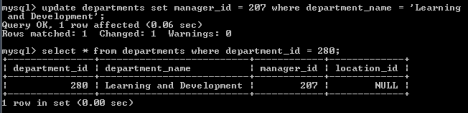 mysql> update departments set manager_id = 207 where department_name = 'Learning
and Development';
Query OK, 1 row affected (0.06 sec)
Rows matched: 1  Changed: 1  Warnings: 0

mysql> select * from departments where department_id = 280;
+---------------+--------------------------+------------+-------------+
| department_id | department_name          | manager_id | location_id |
+---------------+--------------------------+------------+-------------+
|           280 | Learning and Development |        207 |        NULL |
+---------------+--------------------------+------------+-------------+
1 row in set (0.00 sec)